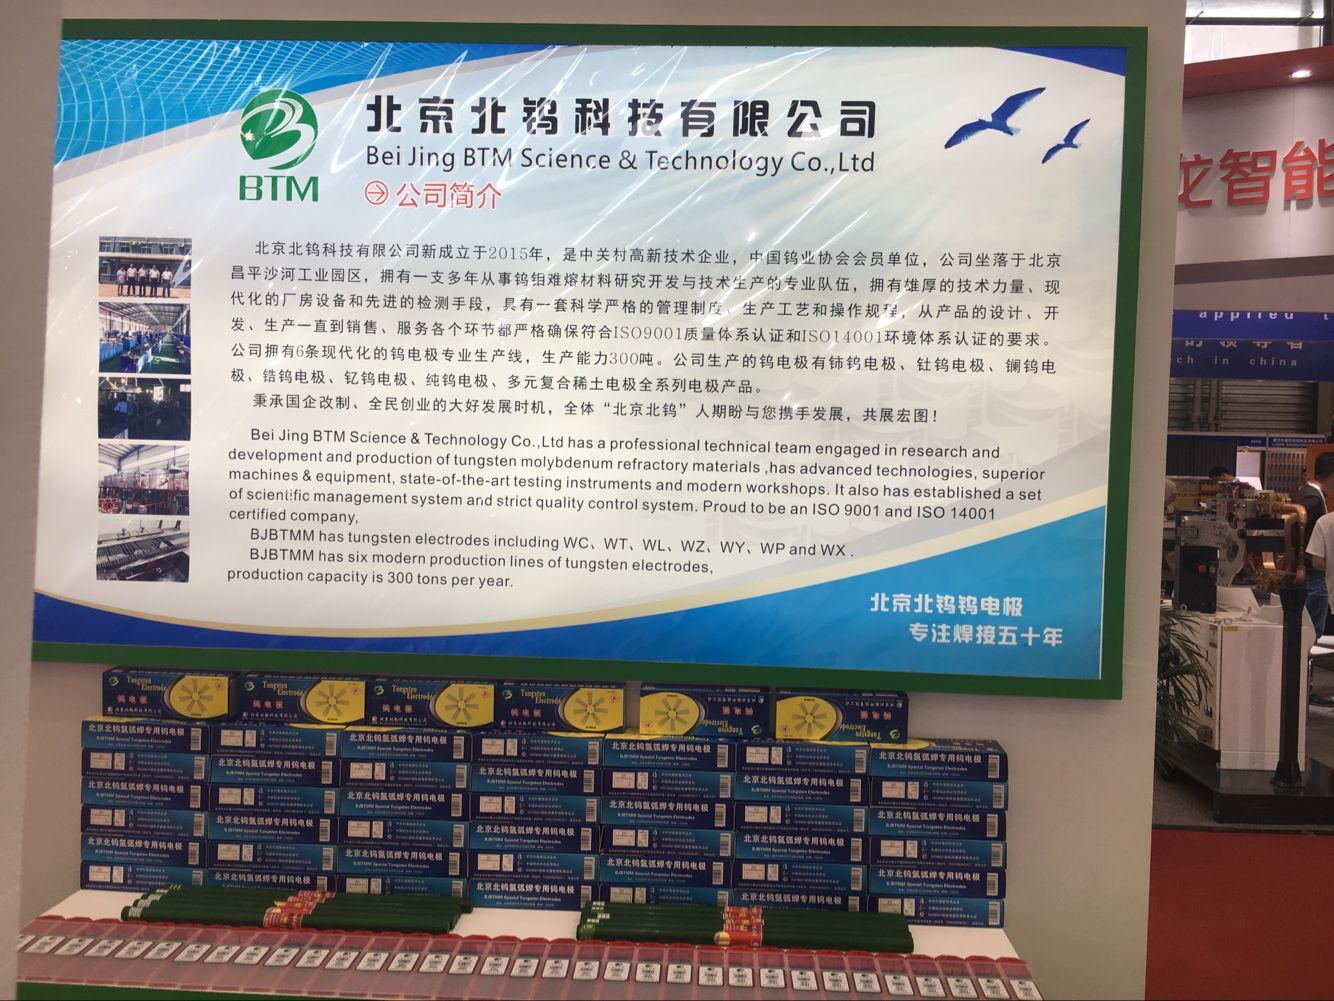 北京北钨科技有限公司
Bei Jing BTM Science & Technology Co.,Ltd
BTM
公司简介
北京北钨科技有限公司新成立于2015年，是中关村高新技术企业，中国钨业协会会员单位，公司坐落于北京
昌平沙河工业园区，拥有一支多年从事钨钼难熔材料研究开发与技术生产的专业队伍，拥有雄厚的技术力量、现
代化的厂房设备和先进的检测手段，具有一套科学严格的管理制度、生产工艺和操作规程，从产品的设计、开
发、生产一直到销售、服务各个环节都严格确保符合ISO9001质量体系认证和ISO14001环境体系认证的要求。
公司拥有6条现代化的钨电极专业生产线，生产能力300吨。公司生产的钨电极有铈钨电极、钍钨电极、镧钨电
极、锆钨电极、钇钨电极、纯钨电极、多元复合稀土电极全系列电极产品。
秉承国企改制、全民创业的大好发展时机，全体“北京北钨”人期盼与您携手发展，共展宏图！
Bei Jing BTM Science & Technology Co.,Ltd has a professional technical team engaged in research and
development and production of tungsten molybdenum refractory materials ,has advanced technologies, superior
machines & equipment, state-of-the-art testing instruments and modern workshops. It also has established a set
of scientific management system and strict quality control system. Proud to be an ISO 9001 and ISO 14001
certified company,
BJBTMM has tungsten electrodes including WC、WT、WL、WZ、WY、WP and WX .
BJBTMM has six modern production lines of tungsten electrodes,
production capacity is 300 tons per year.
北京北钨钨电极
专注焊接五十年
龙智能
applied
tech in china
Tungsten
Electrode
钨电极
北京北钨氩弧焊专用钨电极
BJBTMM Special Tungsten Electrodes